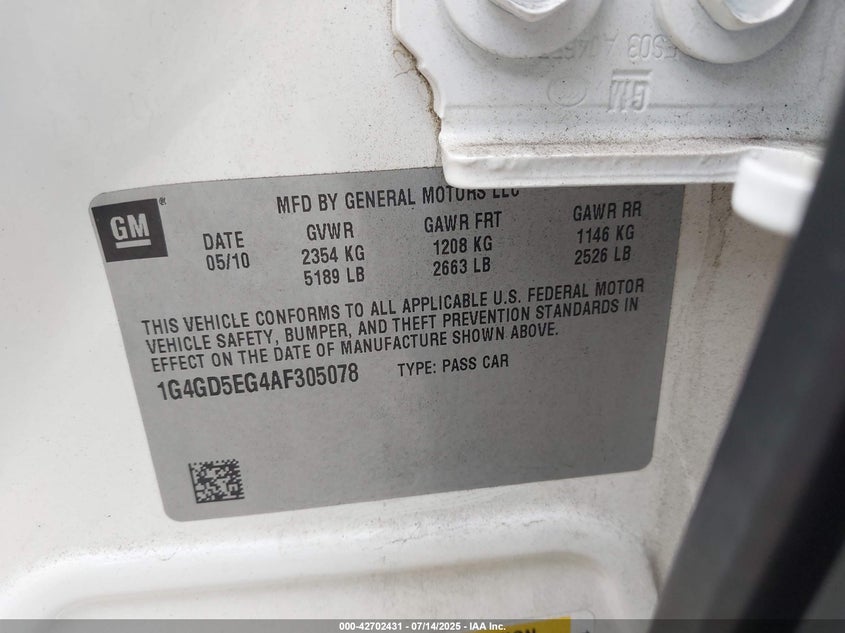 GM
GM
®
MFD BY GENERAL MOTORS LLC
DATE
05/10
GVWR
2354 KG
5189 LB
GAWR FRT
1208 KG
2663 LB
GAWR RR
1146 KG
2526 LB
THIS VEHICLE CONFORMS TO ALL APPLICABLE U.S. FEDERAL MOTOR
VEHICLE SAFETY, BUMPER, AND THEFT PREVENTION STANDARDS IN
EFFECT ON THE DATE OF MANUFACTURE SHOWN ABOVE.
1G4GD5EG4AF305078 TYPE: PASS CAR
000-42702431 - 07/14/2025 - IAA Inc.